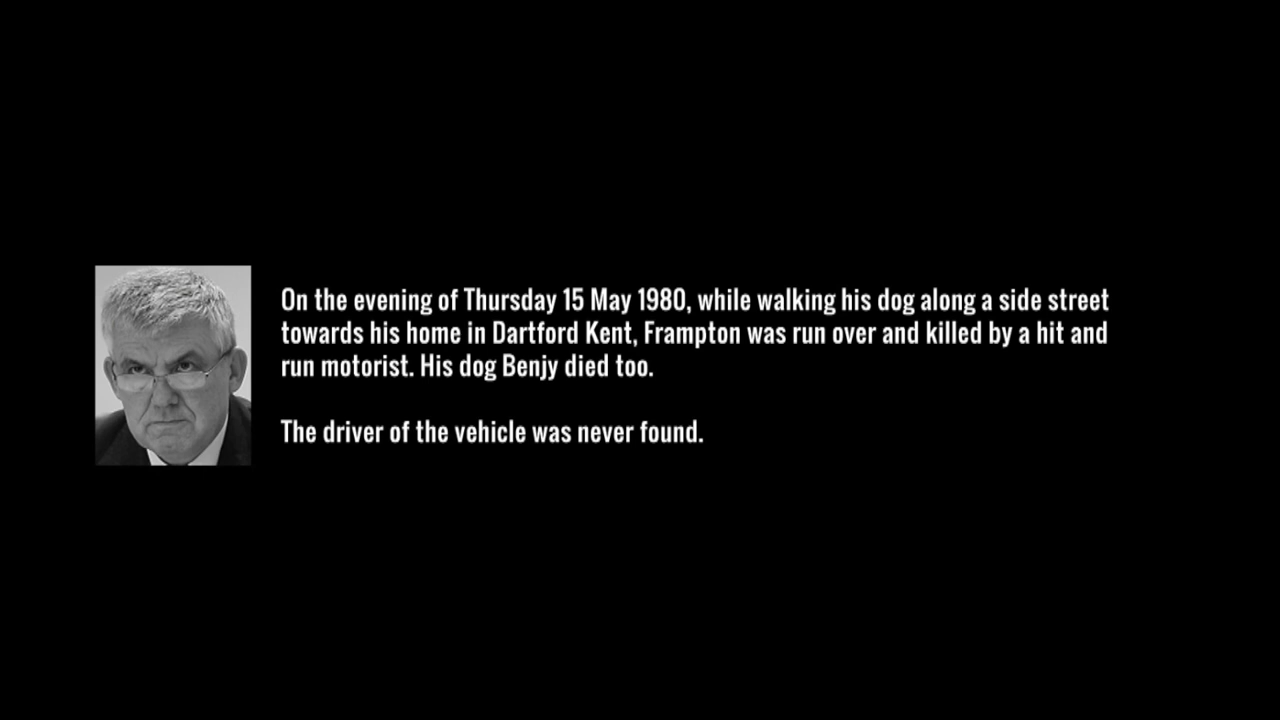 On the evening of Thursday 15 May 1980, while walking his dog along a side street
towards his home in Dartford Kent, Frampton was run over and killed by a hit and
run motorist. His dog Benjy died too.
The driver of the vehicle was never found.